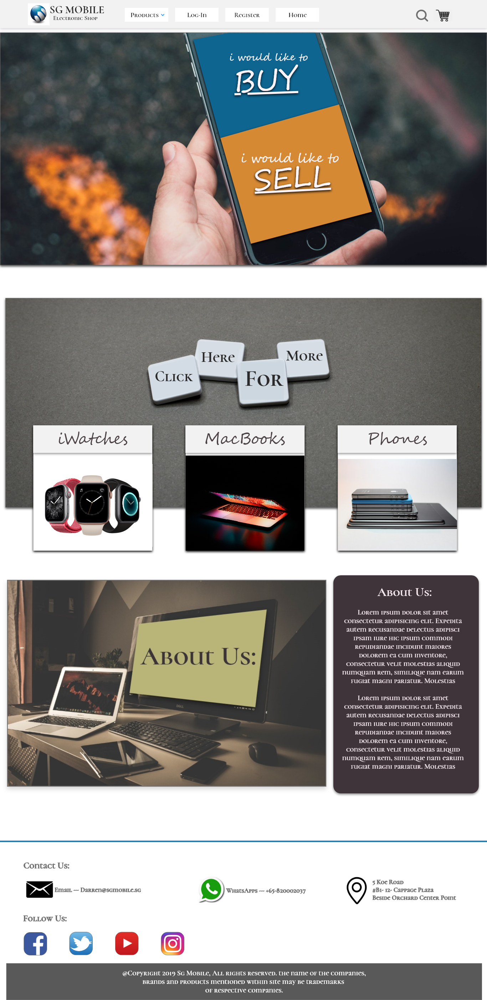 SG MOBILE
Electronic Shop
Products
Log-In
Register
Home
i would like to
BUY
i would like to
SELL
Click
Here
For
More
iWatches
MacBooks
Phones
About Us:
DELL
About Us:
Lorem ipsum dolor sit amet
consectetur adipisicing elit. Expedita
autem recusandae delectus adipisci
ipsam iure hic ipsum commodi
repudiandae incidunt maiores
dolorem ea cum inventore,
consectetur velit molestias aliquid
numquam rem, similique nam earum
fugiat magni pariatur. Molestias
Lorem ipsum dolor sit amet
consectetur adipisicing elit. Expedita
autem recusandae delectus adipisci
ipsam iure hic ipsum commodi
repudiandae incidunt maiores
dolorem ea cum inventore,
consectetur velit molestias aliquid
numquam rem, similique nam earum
fugiat magni pariatur. Molestias
Contact Us:
Email --- Darren@sgmobile.sg
WhatsApps --- +65-820002037
5 Koe Road
#B1- 12- Cappage Plaza
Beside Orchard Center Point
Follow Us:
@Copyright 2019 Sg Mobile, All rights reserved. the name of the companies,
brands and products mentioned within site may be trademarks
of respective companies.